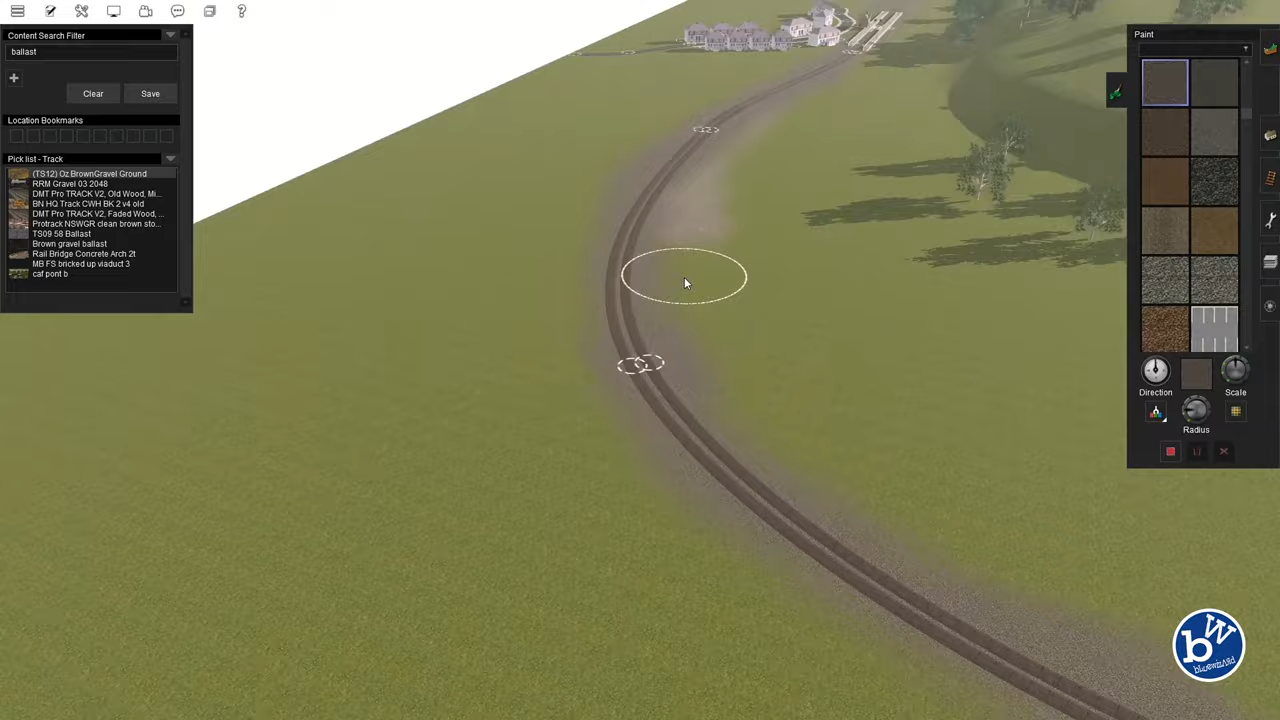 Content Search Filter
ballast
Clear
Save
Location Bookmarks
Pick list - Track
(TS12) Oz BrownGravel Ground
RRM Gravel 03 2048
DMT Pro TRACK V2, Old Wood, Mi...
BN HQ Track CWH BK 2 v4 old
DMT Pro TRACK V2, Faded Wood, ...
Protrack NSWGR clean brown sto...
TS09 58 Ballast
Brown gravel ballast
Rail Bridge Concrete Arch 2t
MB FS bricked up viaduct 3
caf pont b
Paint
Direction
Scale
Radius
bW
bluewizard